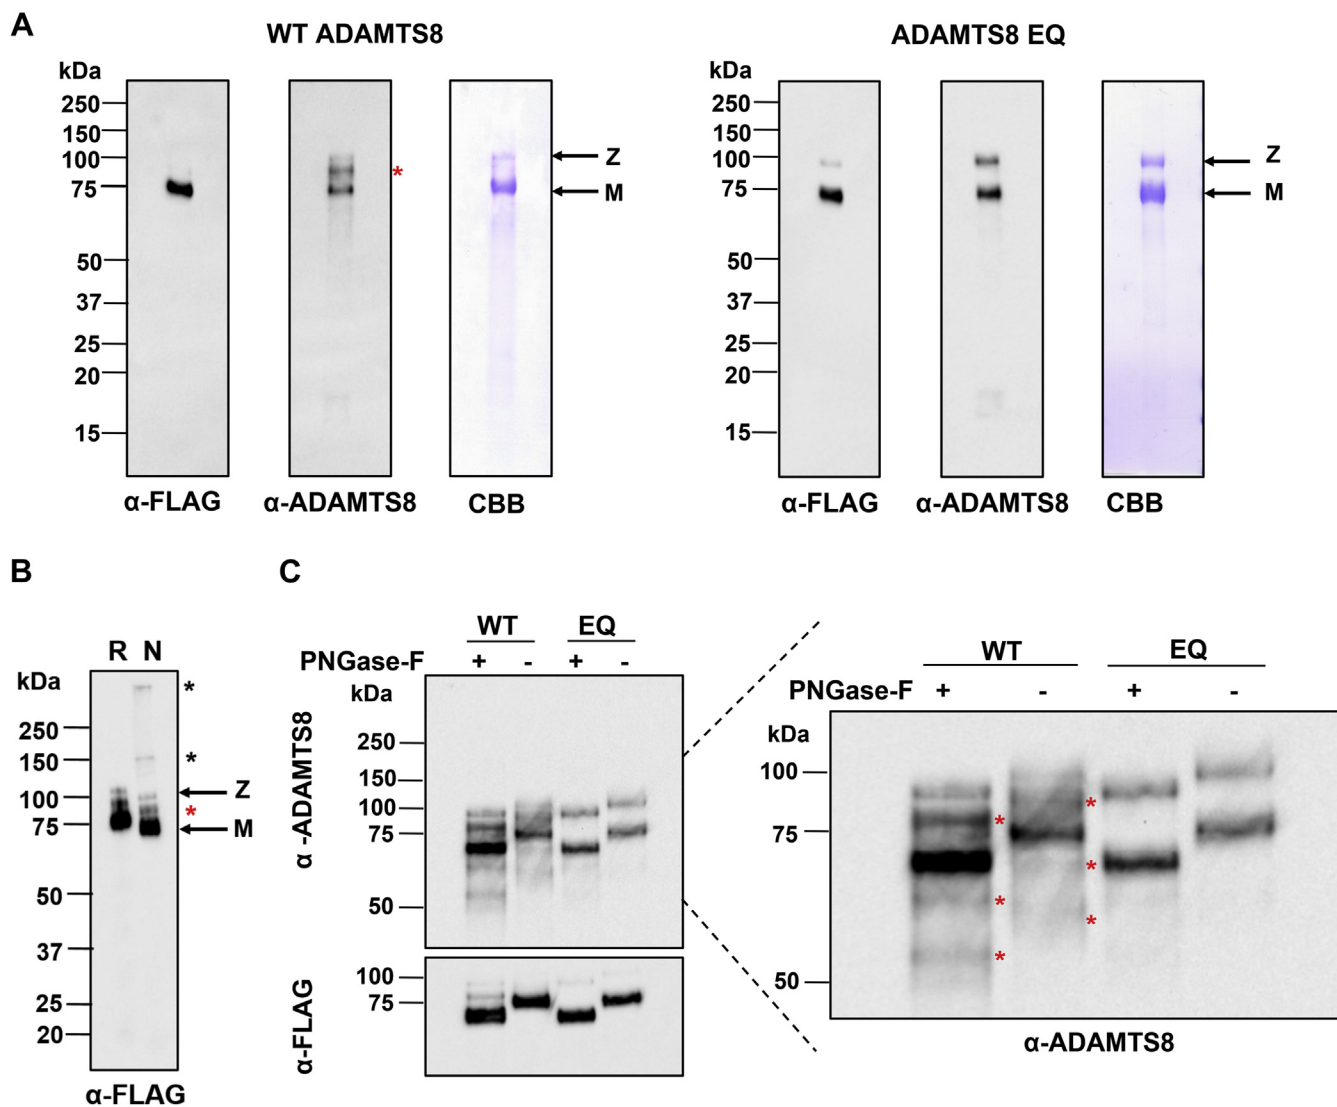 A
WT ADAMTS8
ADAMTS8 EQ
kDa
250
150
100
75
50
37
25
20
15
*
Z
M
α-FLAG
α-ADAMTS8
CBB
kDa
250
150
100
75
50
37
25
20
15
Z
M
α-FLAG
α-ADAMTS8
CBB
B
R N
kDa
250
150
100
75
50
37
25
20
*
*
Z
*
M
α-FLAG
C
WT EQ
PNGase-F + - + -
kDa
250
150
100
75
50
α -ADAMTS8
100
75
α-FLAG
WT EQ
PNGase-F + - + -
kDa
100
75
50
*
*
*
*
*
*
α-ADAMTS8